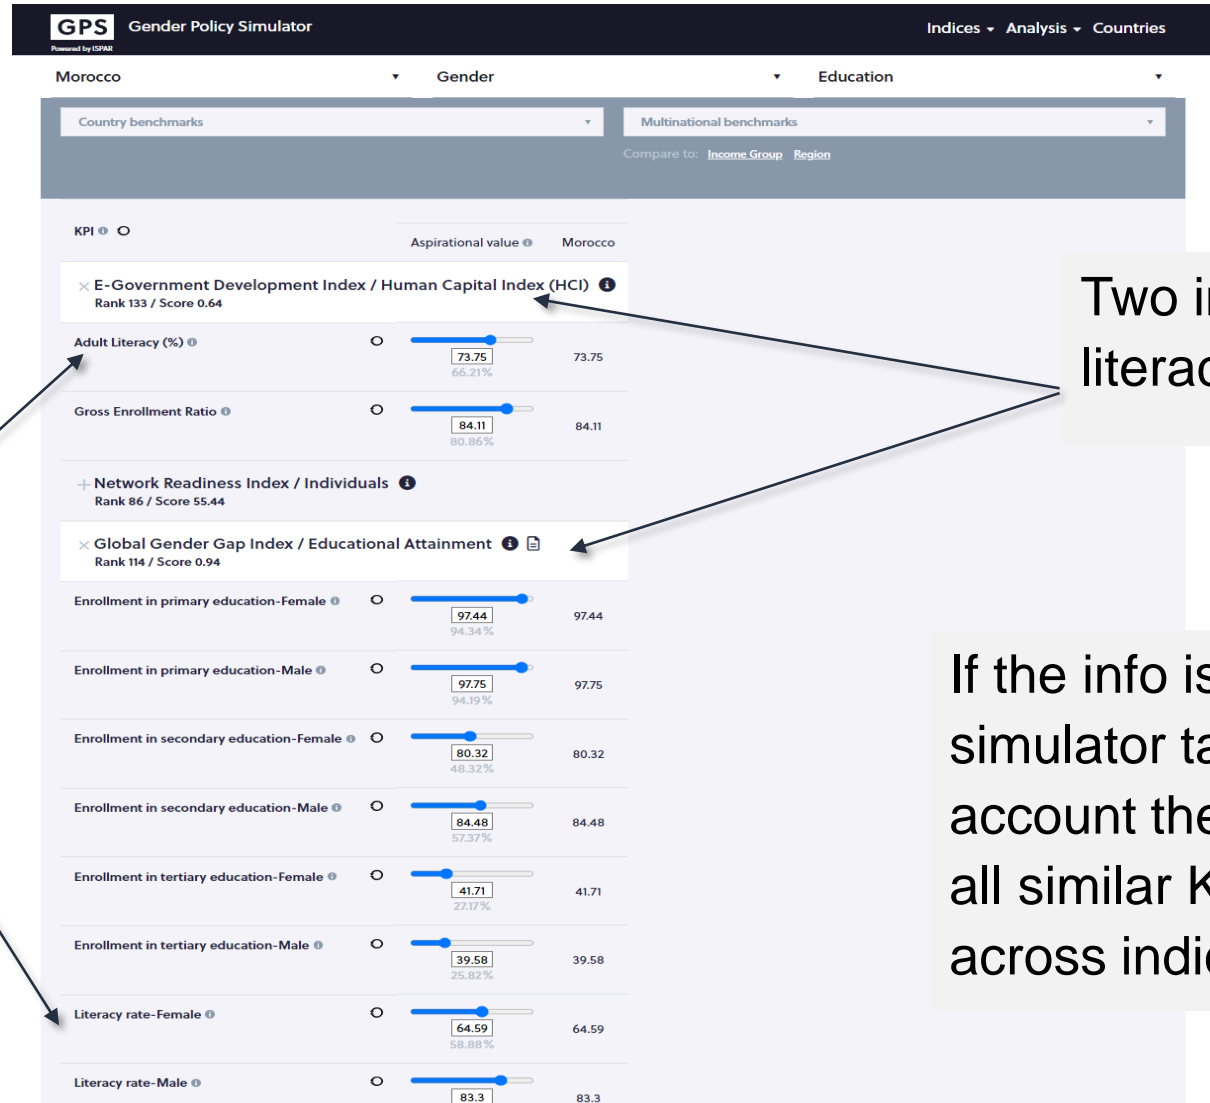 GPS Gender Policy Simulator Indices Analysis Countries
Powered by ISPAR
Morocco Gender Education
Country benchmarks Multinational benchmarks
Compare to: Income Group Region
KPI
Aspirational value Morocco
E-Government Development Index / Human Capital Index (HCI)
Rank 133 / Score 0.64
Adult Literacy (%)
73.75 73.75
66.21%
Gross Enrollment Ratio
84.11 84.11
80.86%
Network Readiness Index / Individuals
Rank 86 / Score 55.44
Global Gender Gap Index / Educational Attainment
Rank 114 / Score 0.94
Enrollment in primary education-Female
97.44 97.44
94.34%
Enrollment in primary education-Male
97.75 97.75
94.19%
Enrollment in secondary education-Female
80.32 80.32
48.32%
Enrollment in secondary education-Male
84.48 84.48
57.37%
Enrollment in tertiary education-Female
41.71 41.71
27.17%
Enrollment in tertiary education-Male
39.58 39.58
25.82%
Literacy rate-Female
64.59 64.59
58.88%
Literacy rate-Male
83.3 83.3
Two
If the info
simulator
account
all similar
across